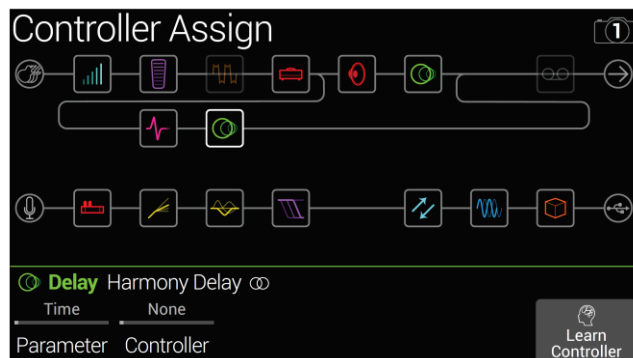 Controller Assign
1
Delay Harmony Delay
Time None
Parameter Controller
Learn
Controller